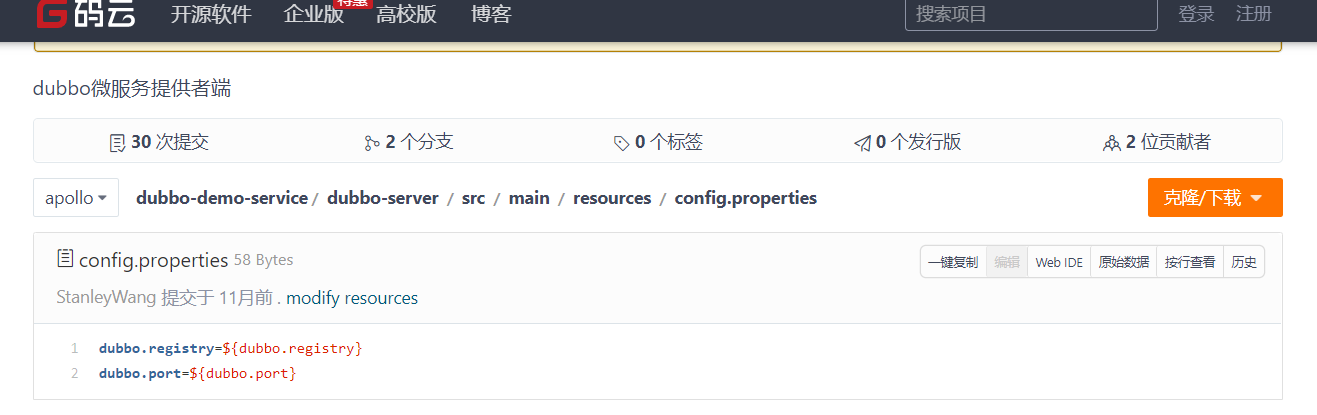 码云 开源软件 企业版 特惠 高校版 博客 搜索项目 登录 注册
dubbo微服务提供者端
30 次提交 2 个分支 0 个标签 0 个发行版 2 位贡献者
apollo dubbo-demo-service / dubbo-server / src / main / resources / config.properties 克隆/下载
config.properties 58 Bytes 一键复制 编辑 Web IDE 原始数据 按行查看 历史
StanleyWang 提交于 11月前 . modify resources
1 dubbo.registry=${dubbo.registry}
2 dubbo.port=${dubbo.port}